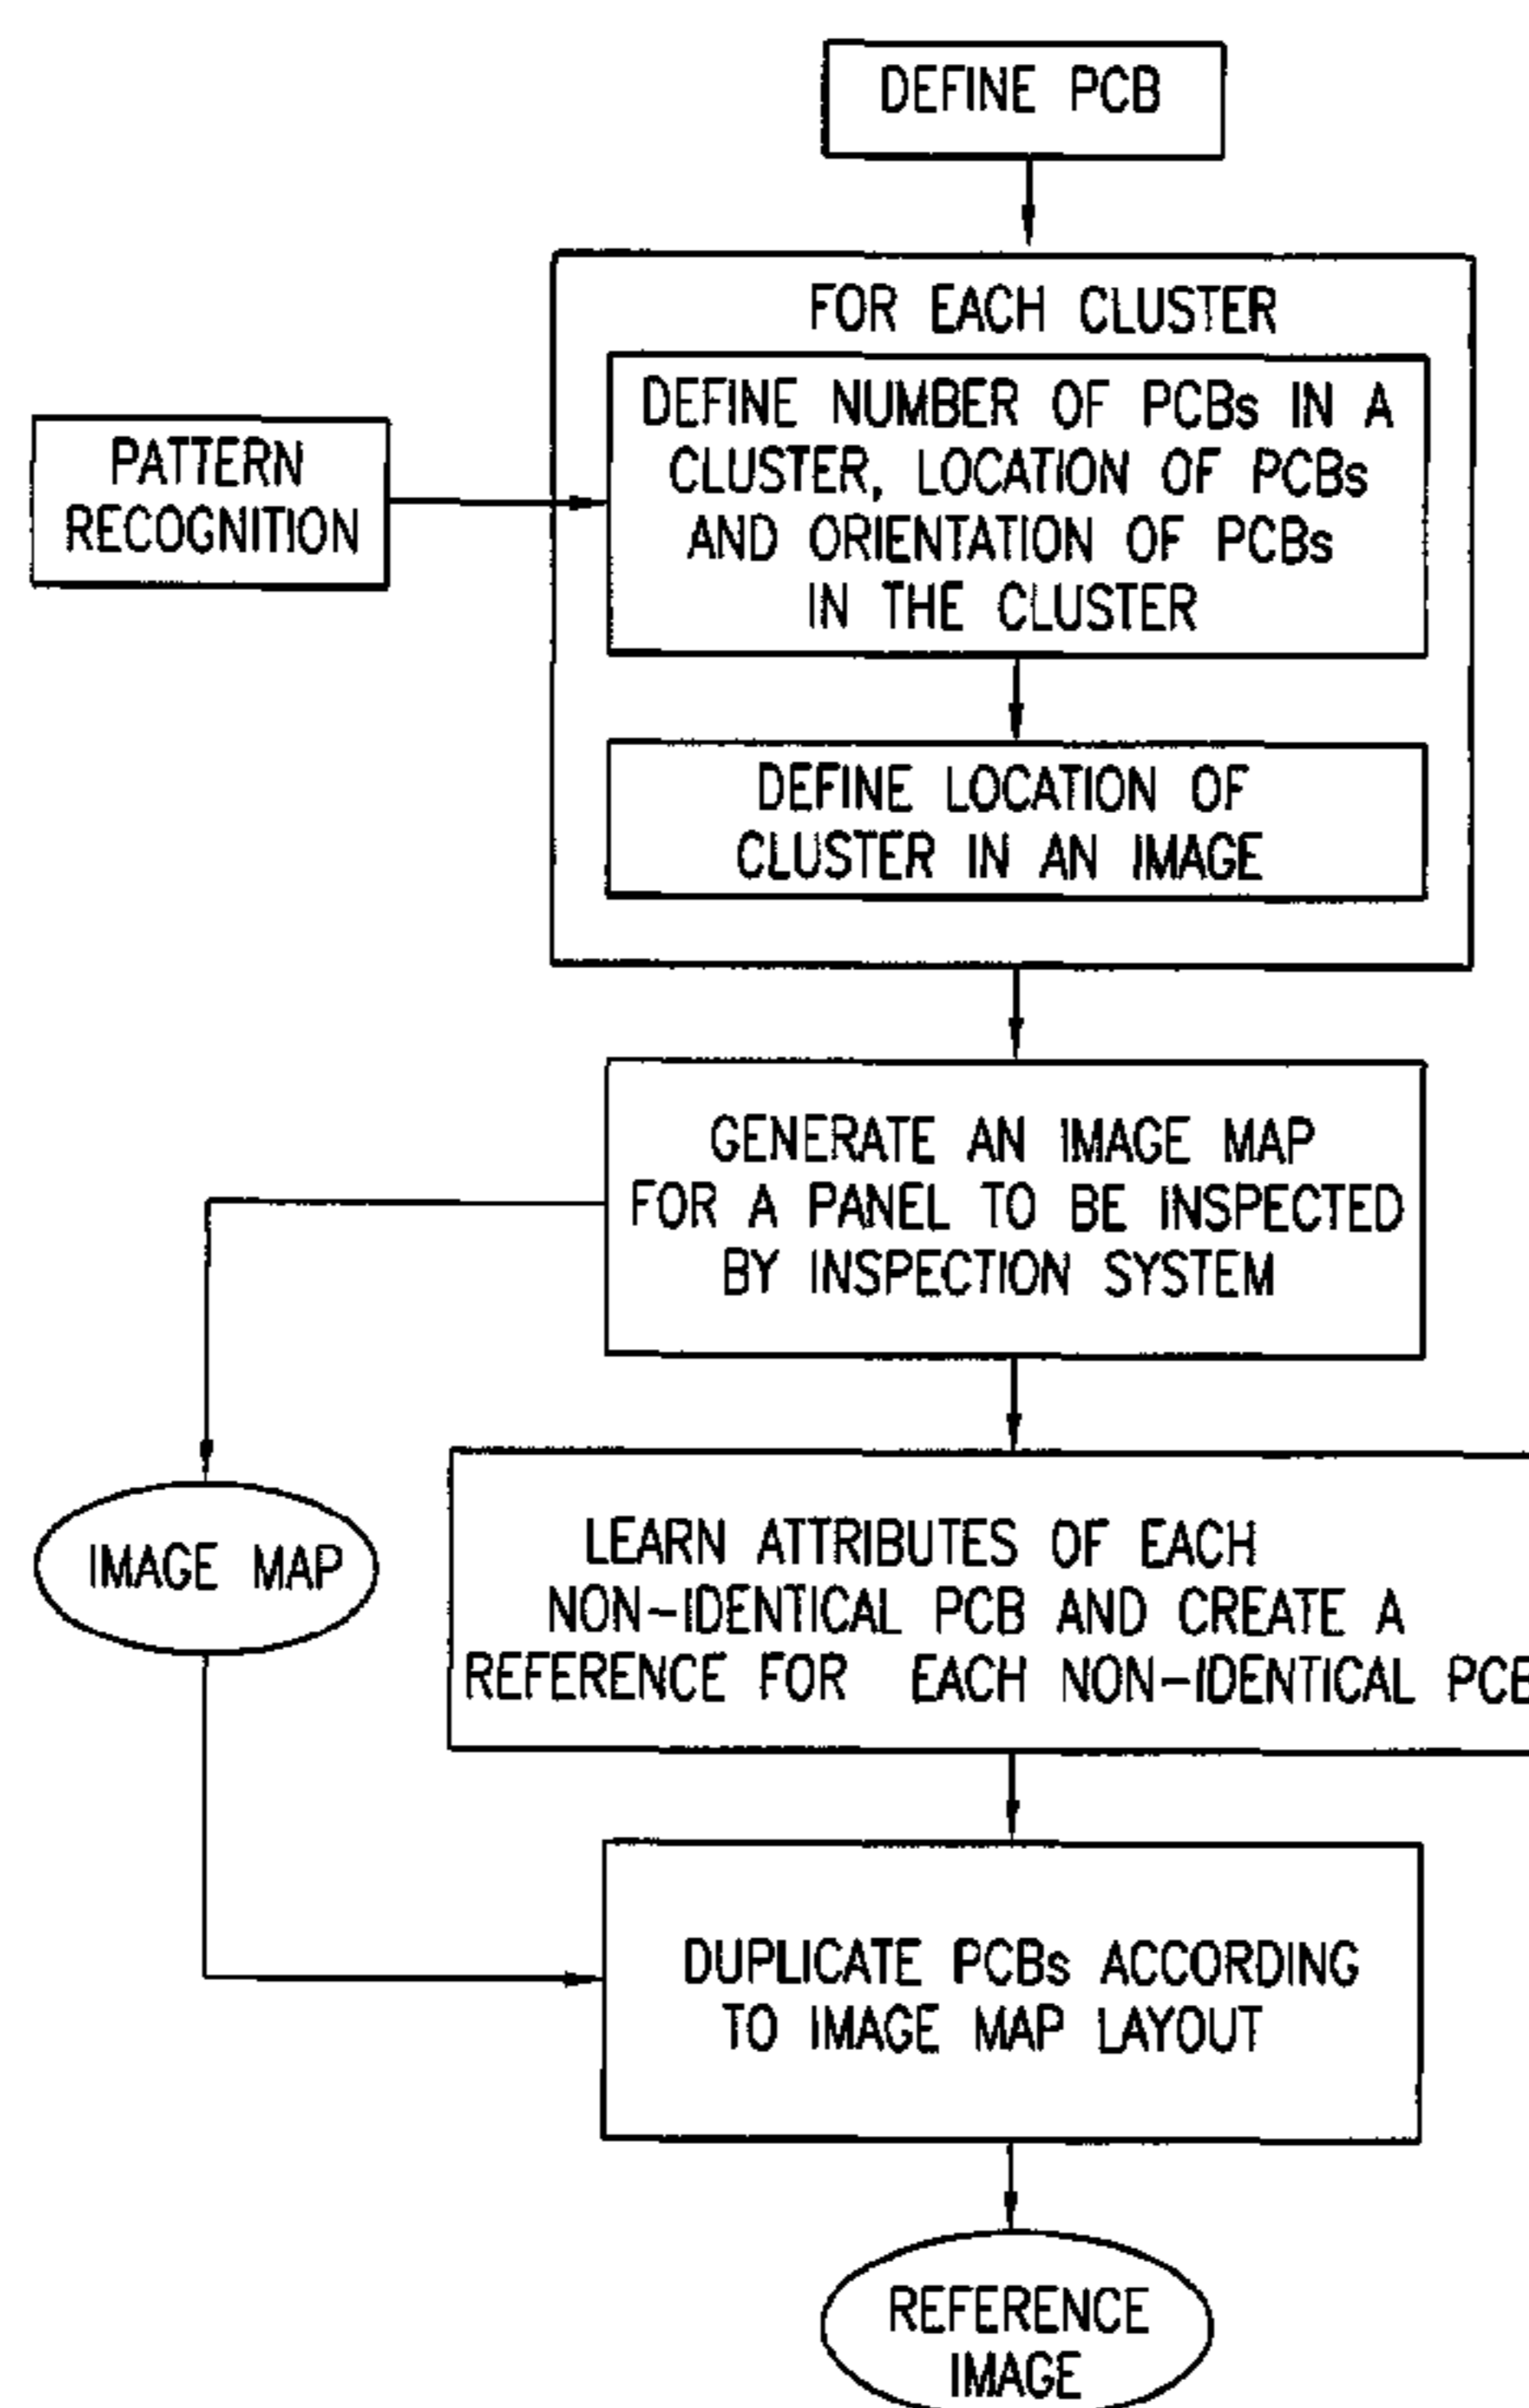 DEFINE PCB
FOR EACH CLUSTER
DEFINE NUMBER OF PCBs IN A
CLUSTER, LOCATION OF PCBs
AND ORIENTATION OF PCBs
IN THE CLUSTER
PATTERN
RECOGNITION
DEFINE LOCATION OF
CLUSTER IN AN IMAGE
GENERATE AN IMAGE MAP
FOR A PANEL TO BE INSPECTED
BY INSPECTION SYSTEM
IMAGE MAP
LEARN ATTRIBUTES OF EACH
NON-IDENTICAL PCB AND CREATE A
REFERENCE FOR EACH NON-IDENTICAL PCB
DUPLICATE PCBs ACCORDING
TO IMAGE MAP LAYOUT
REFERENCE
IMAGE